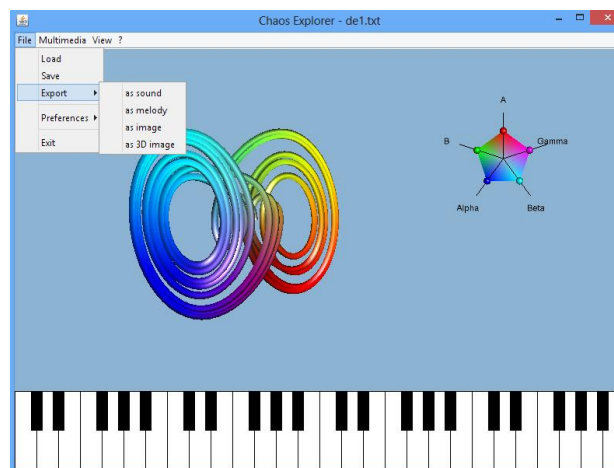 Chaos Explorer - de1.txt
File Multimedia View ?
Load
Save
Export
as sound
as melody
as image
as 3D image
Preferences
Exit
A
B
Gamma
Alpha
Beta